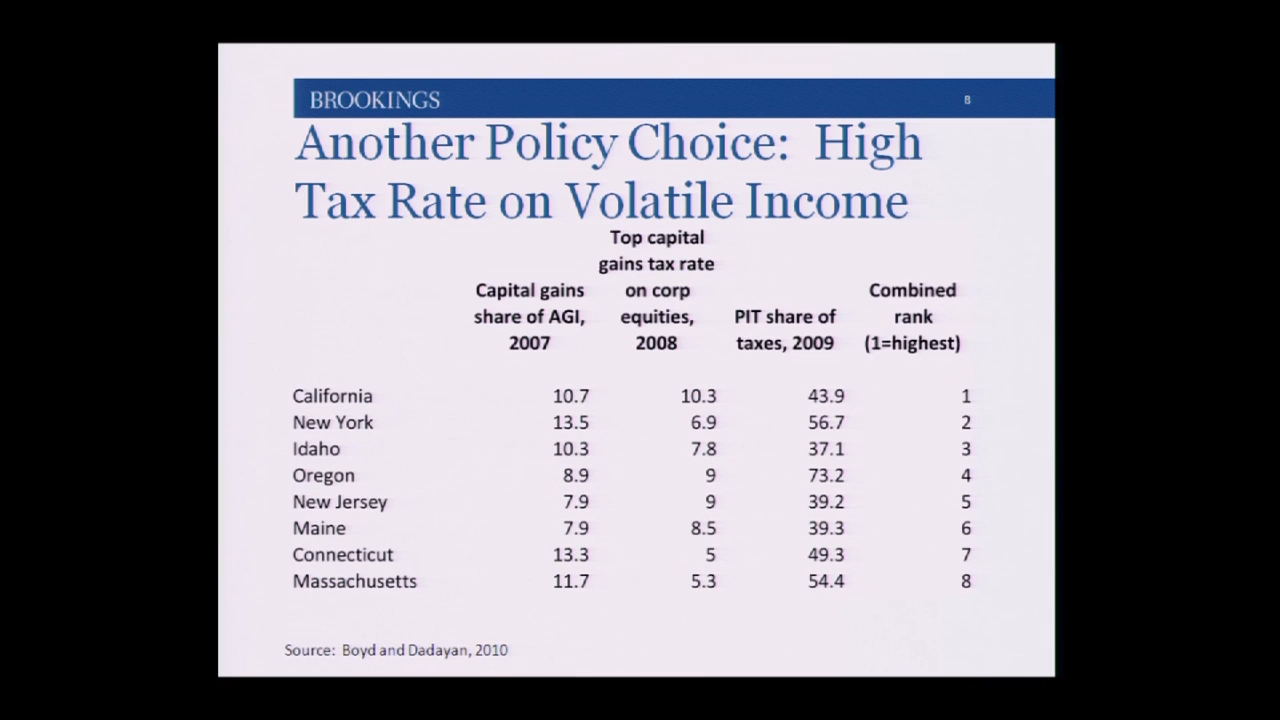 BROOKINGS 8
Another Policy Choice: High
Tax Rate on Volatile Income
Capital gains share of AGI, 2007
Top capital gains tax rate on corp equities, 2008
PIT share of taxes, 2009
Combined rank (1=highest)
California 10.7 10.3 43.9 1
New York 13.5 6.9 56.7 2
Idaho 10.3 7.8 37.1 3
Oregon 8.9 9 73.2 4
New Jersey 7.9 9 39.2 5
Maine 7.9 8.5 39.3 6
Connecticut 13.3 5 49.3 7
Massachusetts 11.7 5.3 54.4 8
Source: Boyd and Dadayan, 2010